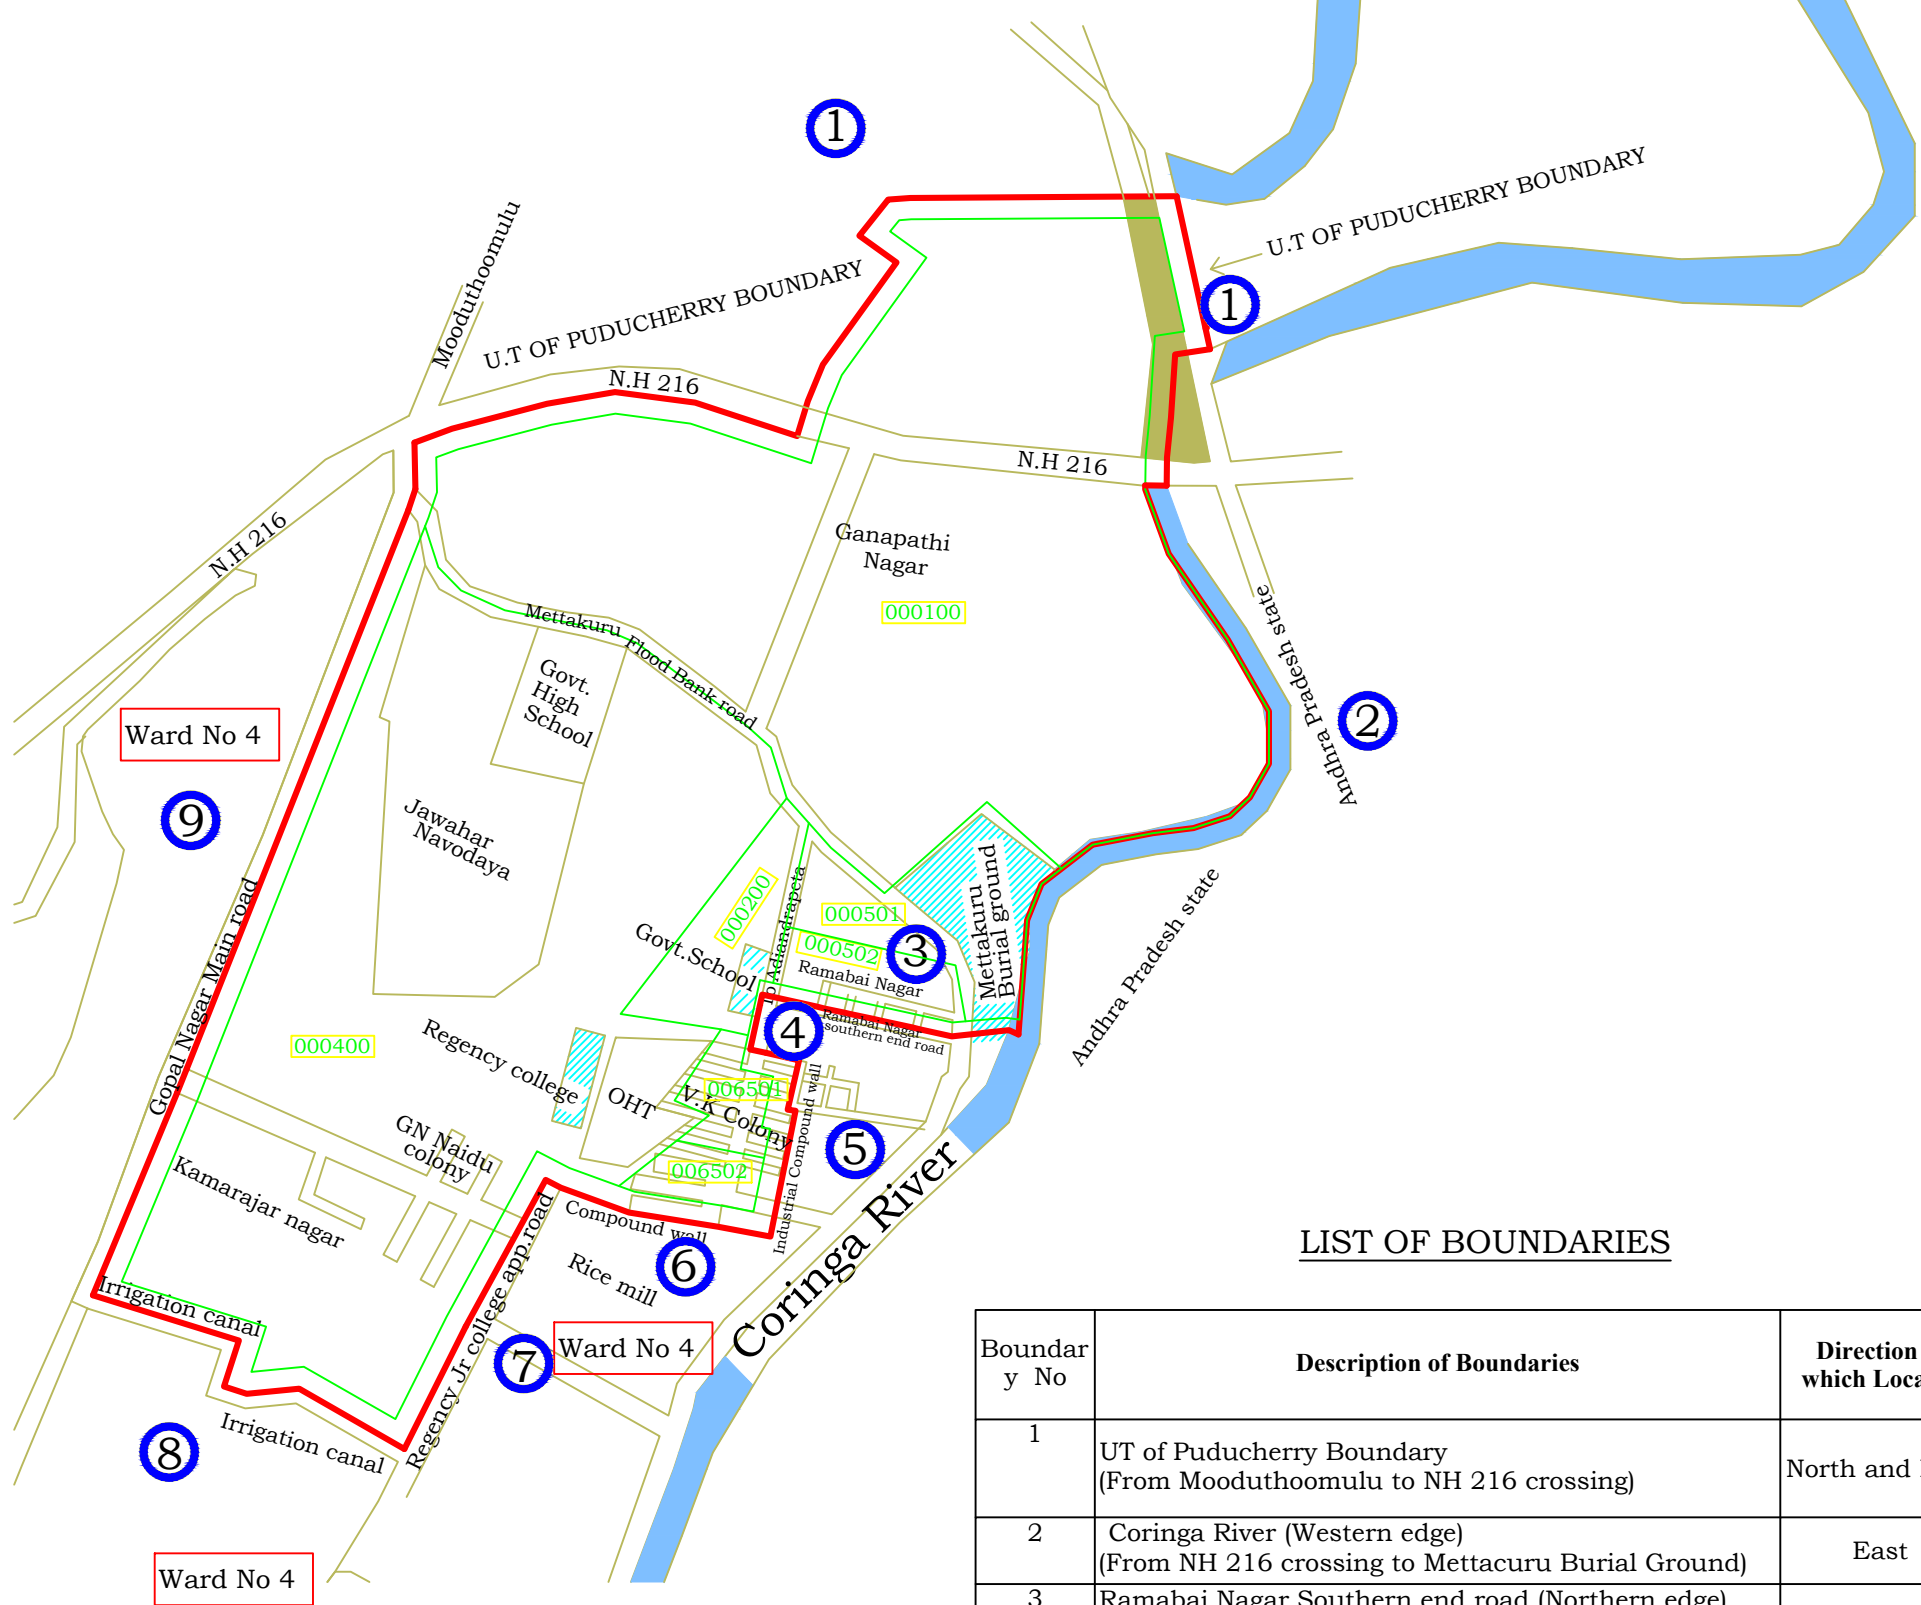 1
U.T OF PUDUCHERRY BOUNDARY
Mooduthoomulu
U.T OF PUDUCHERRY BOUNDARY
1
N.H 216
N.H 216
N.H 216
Ganapathi
Nagar
000100
Andhra Pradesh state
2
Mettakuru
Flood Bank road
Govt.
High
School
Ward No 4
9
Jawahar
Navodaya
Gopal Nagar Main road
000200
To Adiandrapeta
000501
000502
3
Ramabai Nagar
Mettakuru
Burial ground
Andhra Pradesh state
Govt.School
4
Ramabai Nagar
southern end road
000400
Regency college
OHT
006501
V.K Colony
Industrial Compound wall
5
006502
GN Naidu
colony
Kamarajar nagar
Compound wall
6
Rice mill
Coringa River
Irrigation canal
Regency Jr college app.road
7
Ward No 4
8
Irrigation canal
Ward No 4
LIST OF BOUNDARIES
Boundar
y No
Description of Boundaries
Direction
which Loca
1
UT of Puducherry Boundary
(From Mooduthoomulu to NH 216 crossing)
North and
2
Coringa River (Western edge)
(From NH 216 crossing to Mettacuru Burial Ground)
East
3
Ramabai Nagar Southern end road (Northern edge)